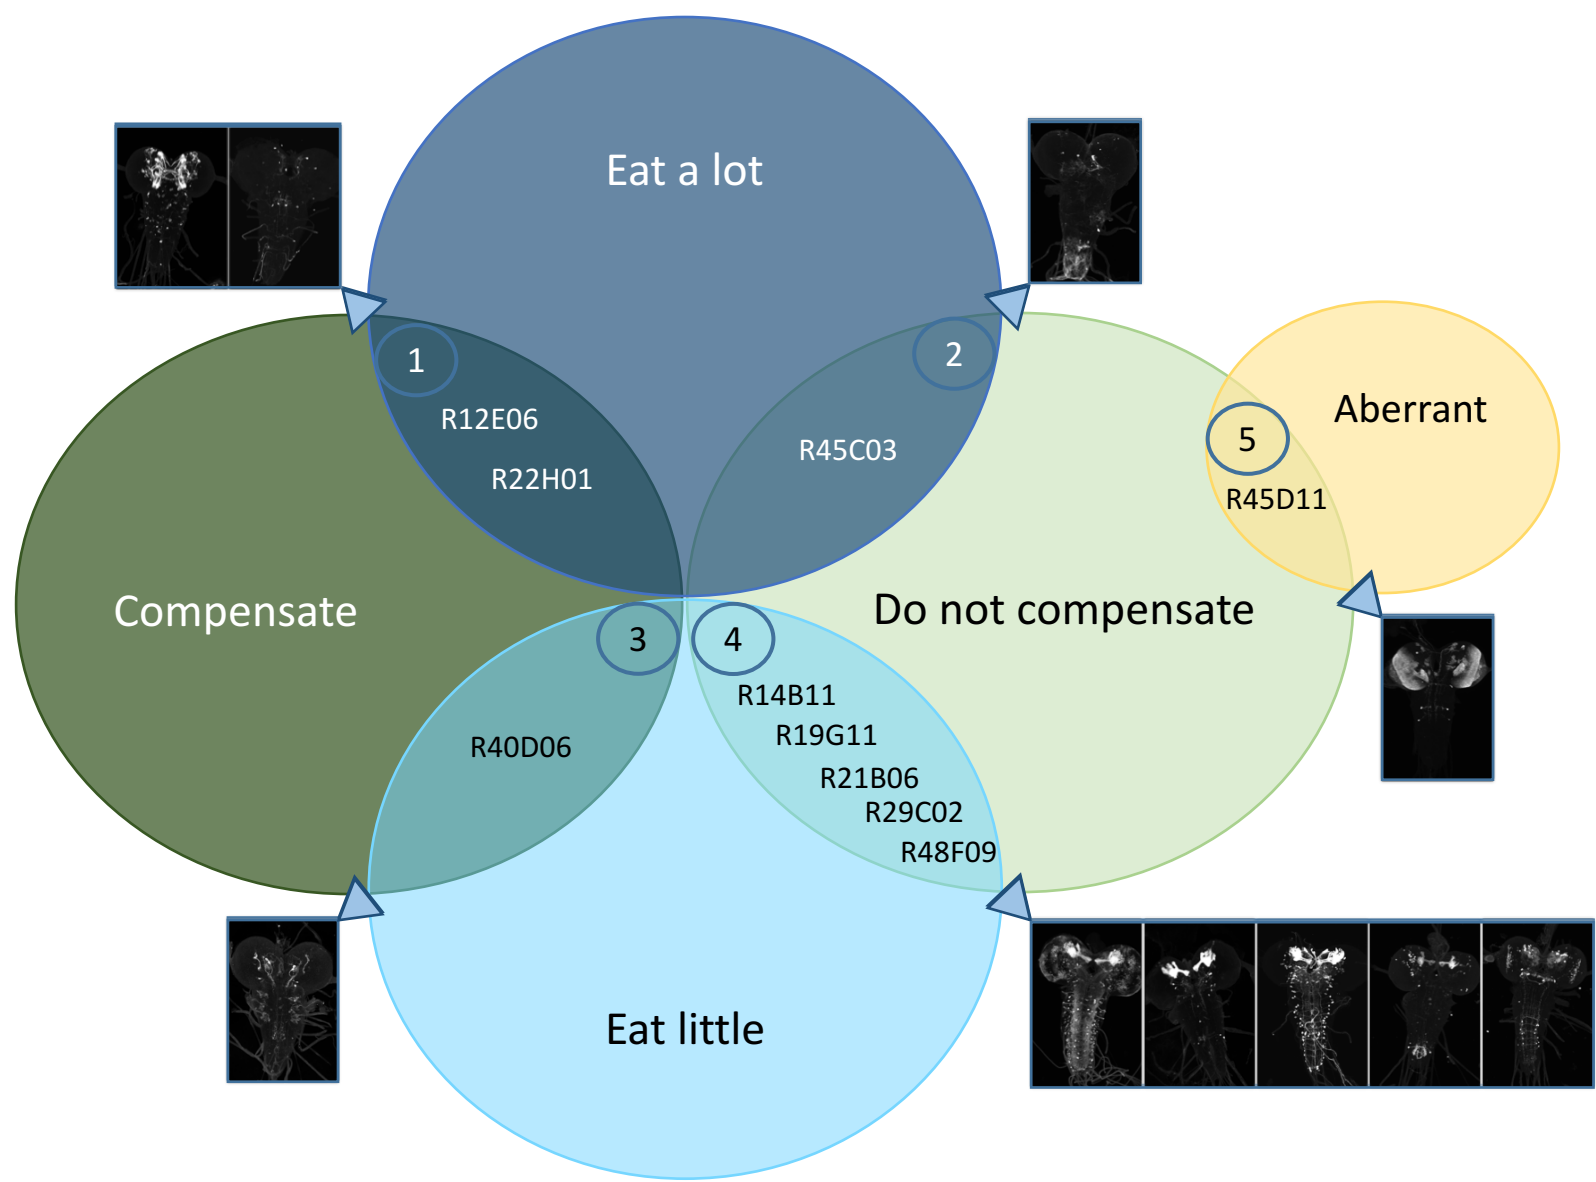 Eat a lot
1
R12E06
R22H01
2
R45C03
Aberrant
5
R45D11
Compensate
Do not compensate
3
R40D06
4
R14B11
R19G11
R21B06
R29C02
R48F09
Eat little